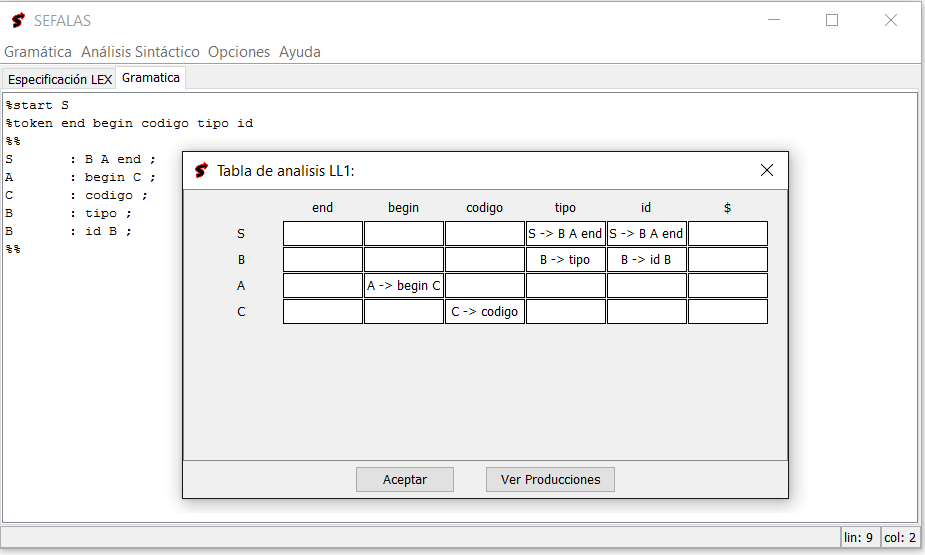 SEFALAS
Gramática Análisis Sintáctico Opciones Ayuda
Especificación LEX Gramatica
%start S
%token end begin codigo tipo id
%%
S : B A end ;
A : begin C ;
C : codigo ;
B : tipo ;
B : id B ;
%%
Tabla de analisis LL1:
end begin codigo tipo id $
S S -> B A end S -> B A end
B B -> tipo B -> id B
A A -> begin C
C C -> codigo
Aceptar Ver Producciones
lin: 9 col: 2